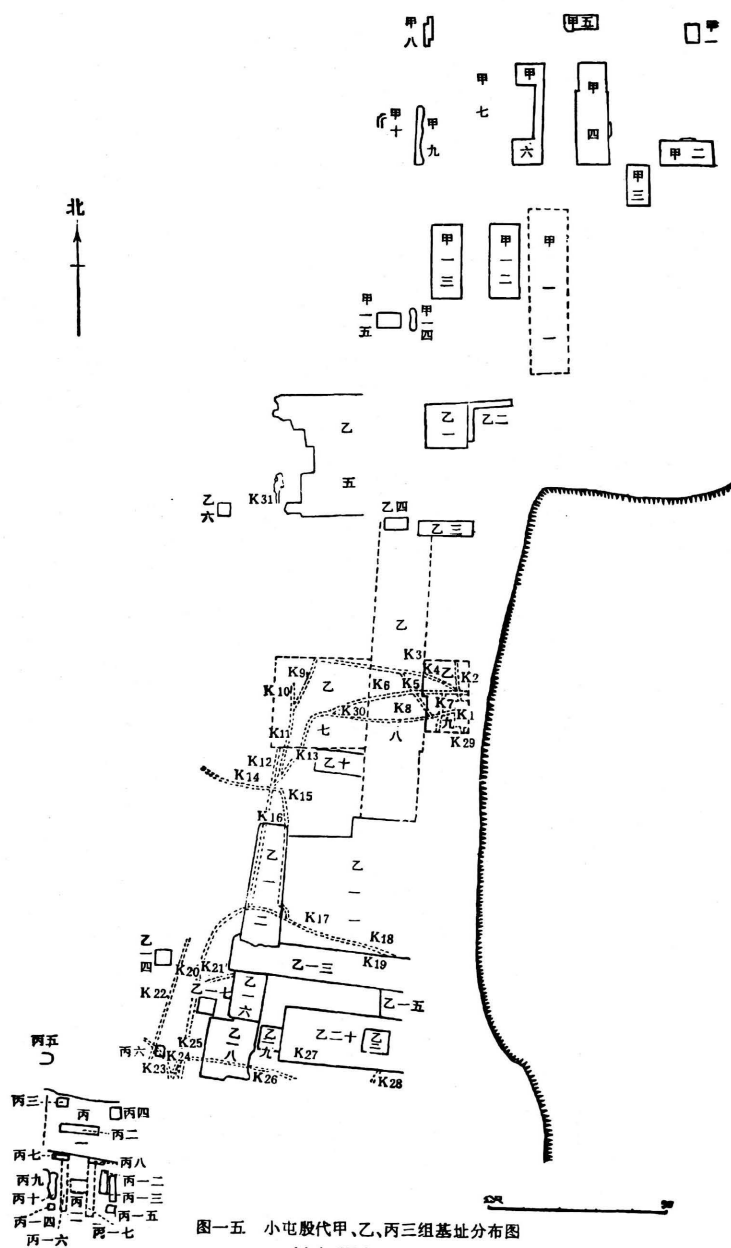 甲八
甲五
甲一
甲七
甲六
甲四
甲十
甲九
甲二
甲三
北
甲一三
甲一二
甲一一
甲一五
甲一四
乙五
乙一
乙二
K31
乙六
乙四
乙三
乙八
K3
K9
K4
乙九
K2
K10
乙七
K6
K5
K8
K7
K1
K30
K11
K29
K12
K13
乙十
K14
K15
K16
乙一二
乙一一
K17
K18
乙一四
乙一三
K19
K20
K21
乙一六
K22
乙一七
乙一五
丙五
丙六
K25
乙一八
乙一九
乙二十
K27
K24
K23
K26
K28
丙三
丙四
丙一
丙二
丙七
丙八
丙九
丙一二
丙十
丙一三
丙一四
丙一五
丙一六
丙一七
图一五 小屯殷代甲、乙、丙三组基址分布图